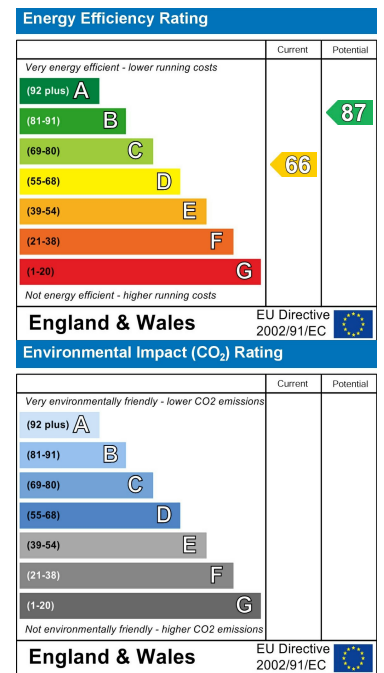 Energy Efficiency Rating
Current Potential
Very energy efficient - lower running costs
(92 plus) A
(81-91) B
87
(69-80) C
66
(55-68) D
(39-54) E
(21-38) F
(1-20) G
Not energy efficient - higher running costs
England & Wales
EU Directive
2002/91/EC
Environmental Impact (CO₂) Rating
Current Potential
Very environmentally friendly - lower CO2 emissions
(92 plus) A
(81-91) B
(69-80) C
(55-68) D
(39-54) E
(21-38) F
(1-20) G
Not environmentally friendly - higher CO2 emissions
England & Wales
EU Directive
2002/91/EC